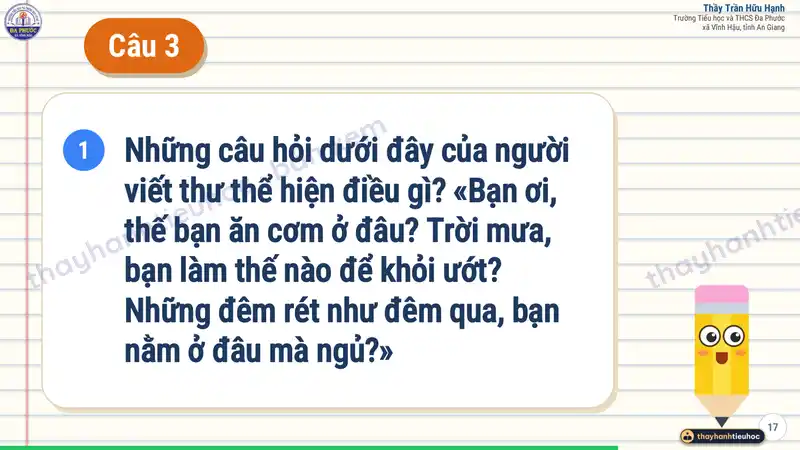 Thầy Trần Hữu Hạnh
Trường Tiểu học và THCS Đa Phước
xã Vĩnh Hậu, tỉnh An Giang
ĐA PHƯỚC
Câu 3
1
Những câu hỏi dưới đây của người
viết thư thể hiện điều gì? «Bạn ơi,
thế bạn ăn cơm ở đâu? Trời mưa,
bạn làm thế nào để khỏi ướt?
Những đêm rét như đêm qua, bạn
nằm ở đâu mà ngủ?»
thayhanhtieuhoc
17